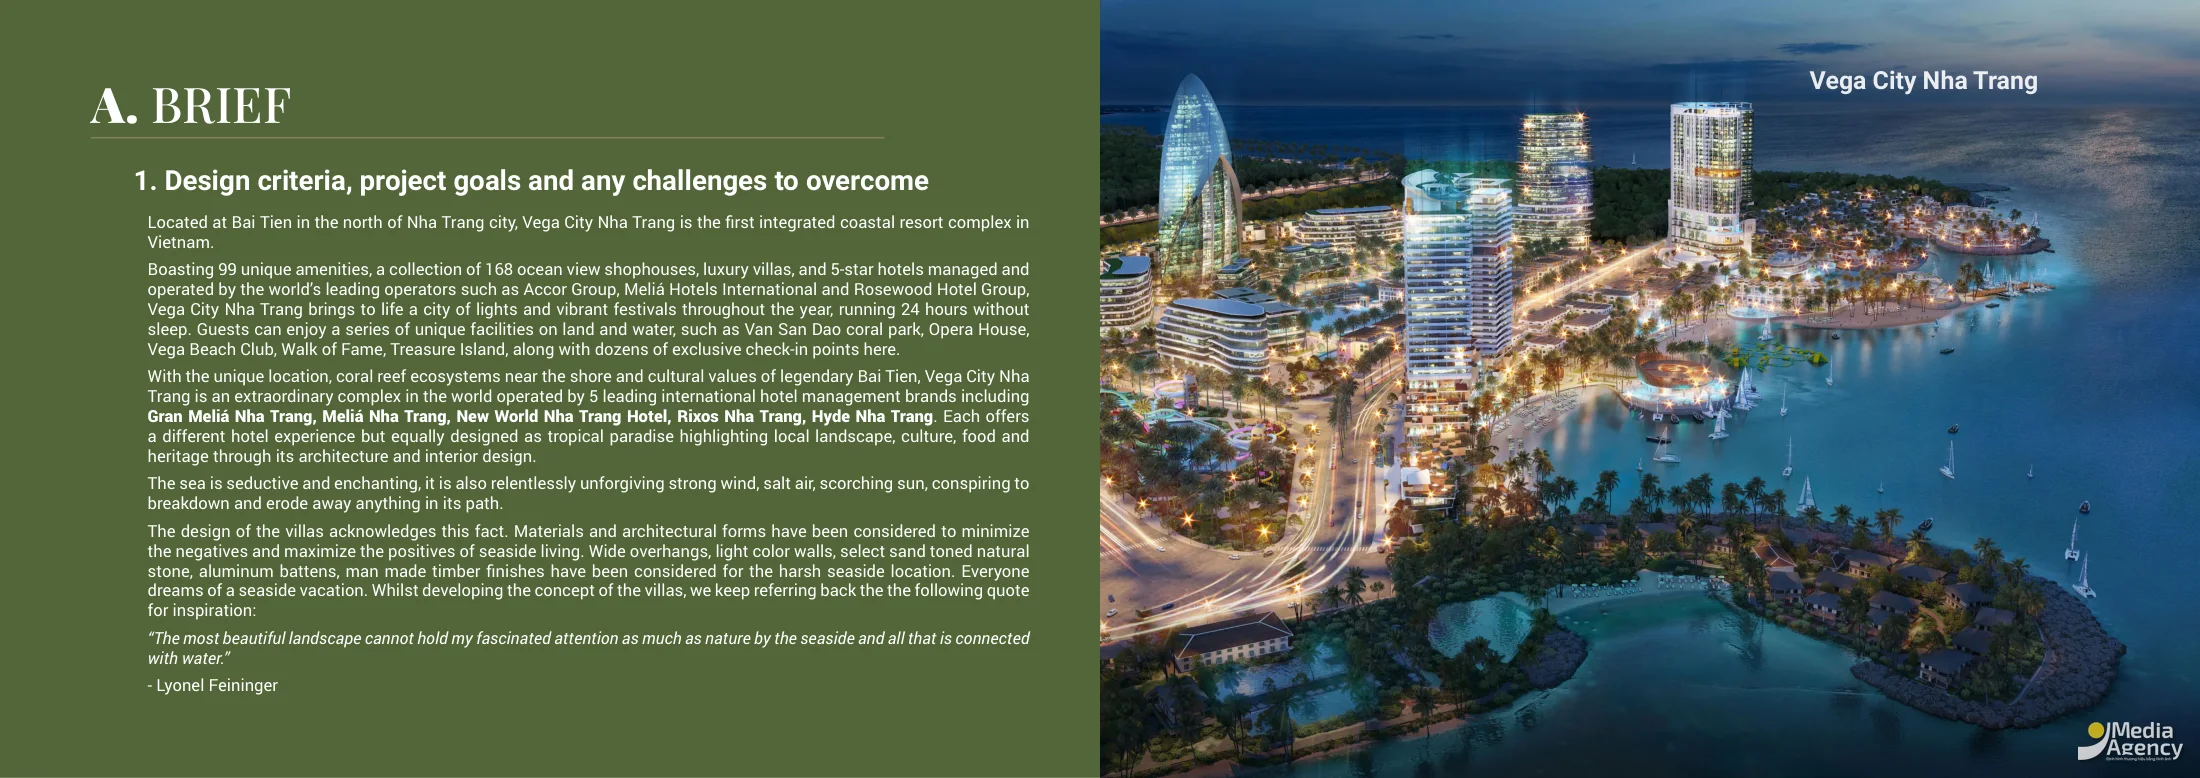 A. BRIEF
1. Design criteria, project goals and any challenges to overcome
Located at Bai Tien in the north of Nha Trang city, Vega City Nha Trang is the first integrated coastal resort complex in
Vietnam.
Boasting 99 unique amenities, a collection of 168 ocean view shophouses, luxury villas, and 5-star hotels managed and
operated by the world's leading operators such as Accor Group, Meliá Hotels International and Rosewood Hotel Group,
Vega City Nha Trang brings to life a city of lights and vibrant festivals throughout the year, running 24 hours without
sleep. Guests can enjoy a series of unique facilities on land and water, such as Van San Dao coral park, Opera House,
Vega Beach Club, Walk of Fame, Treasure Island, along with dozens of exclusive check-in points here.
With the unique location, coral reef ecosystems near the shore and cultural values of legendary Bai Tien, Vega City Nha
Trang is an extraordinary complex in the world operated by 5 leading international hotel management brands including
Gran Meliá Nha Trang, Meliá Nha Trang, New World Nha Trang Hotel, Rixos Nha Trang, Hyde Nha Trang. Each offers
a different hotel experience but equally designed as tropical paradise highlighting local landscape, culture, food and
heritage through its architecture and interior design.
The sea is seductive and enchanting, it is also relentlessly unforgiving strong wind, salt air, scorching sun, conspiring to
breakdown and erode away anything in its path.
The design of the villas acknowledges this fact. Materials and architectural forms have been considered to minimize
the negatives and maximize the positives of seaside living. Wide overhangs, light color walls, select sand toned natural
stone, aluminum battens, man made timber finishes have been considered for the harsh seaside location. Everyone
dreams of a seaside vacation. Whilst developing the concept of the villas, we keep referring back the the following quote
for inspiration:
“The most beautiful landscape cannot hold my fascinated attention as much as nature by the seaside and all that is connected
with water.”
- Lyonel Feininger
Vega City Nha Trang
Media
Agency